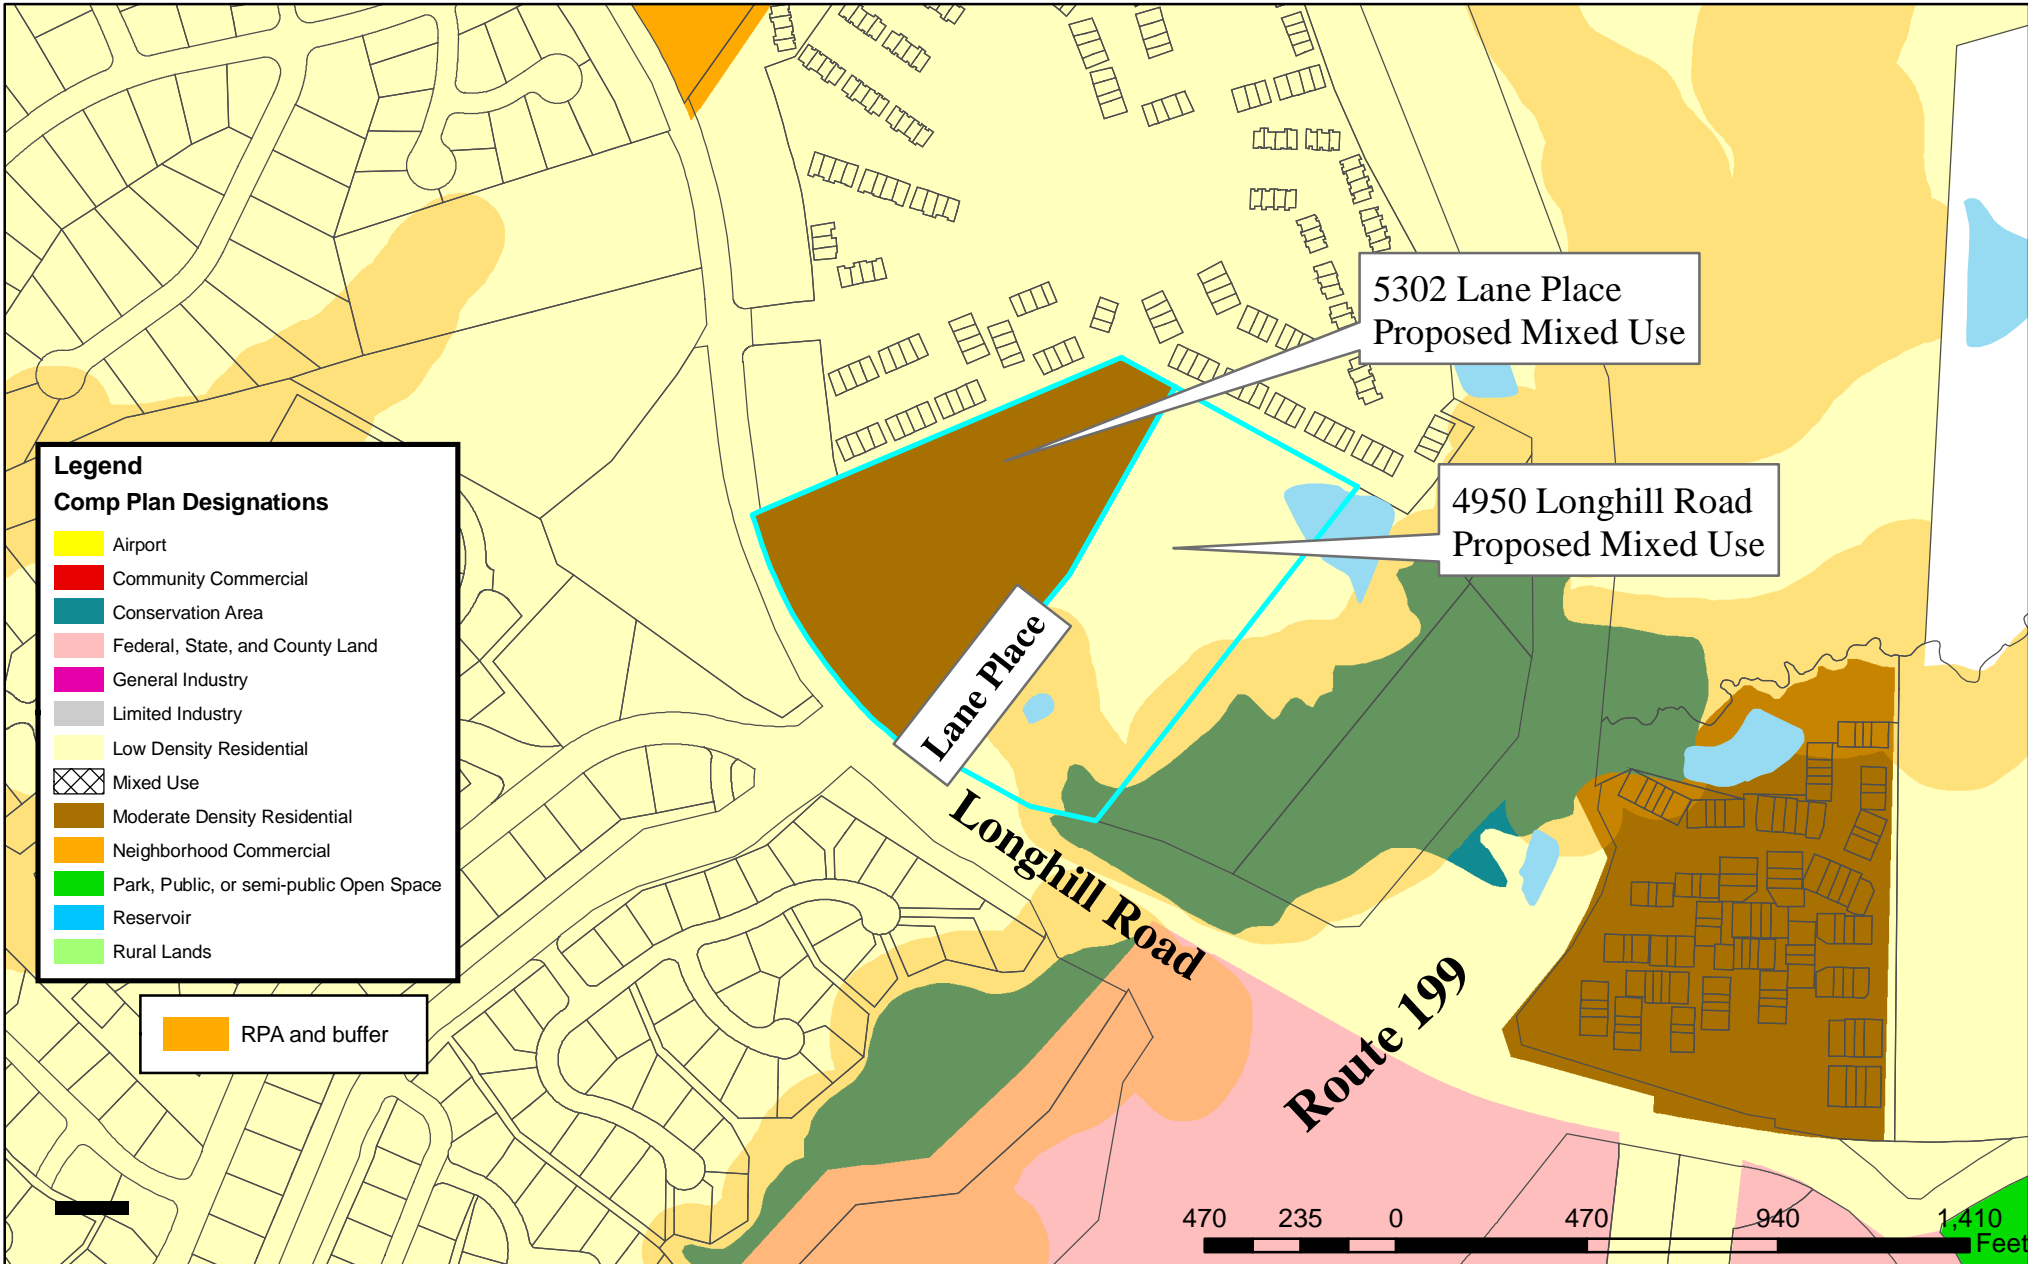 5302 Lane Place
Proposed Mixed Use
4950 Longhill Road
Proposed Mixed Use
Lane Place
Longhill Road
Route 199
Legend
Comp Plan Designations
Airport
Community Commercial
Conservation Area
Federal, State, and County Land
General Industry
Limited Industry
Low Density Residential
Mixed Use
Moderate Density Residential
Neighborhood Commercial
Park, Public, or semi-public Open Space
Reservoir
Rural Lands
RPA and buffer
470 235 0 470 940 1,410
Feet